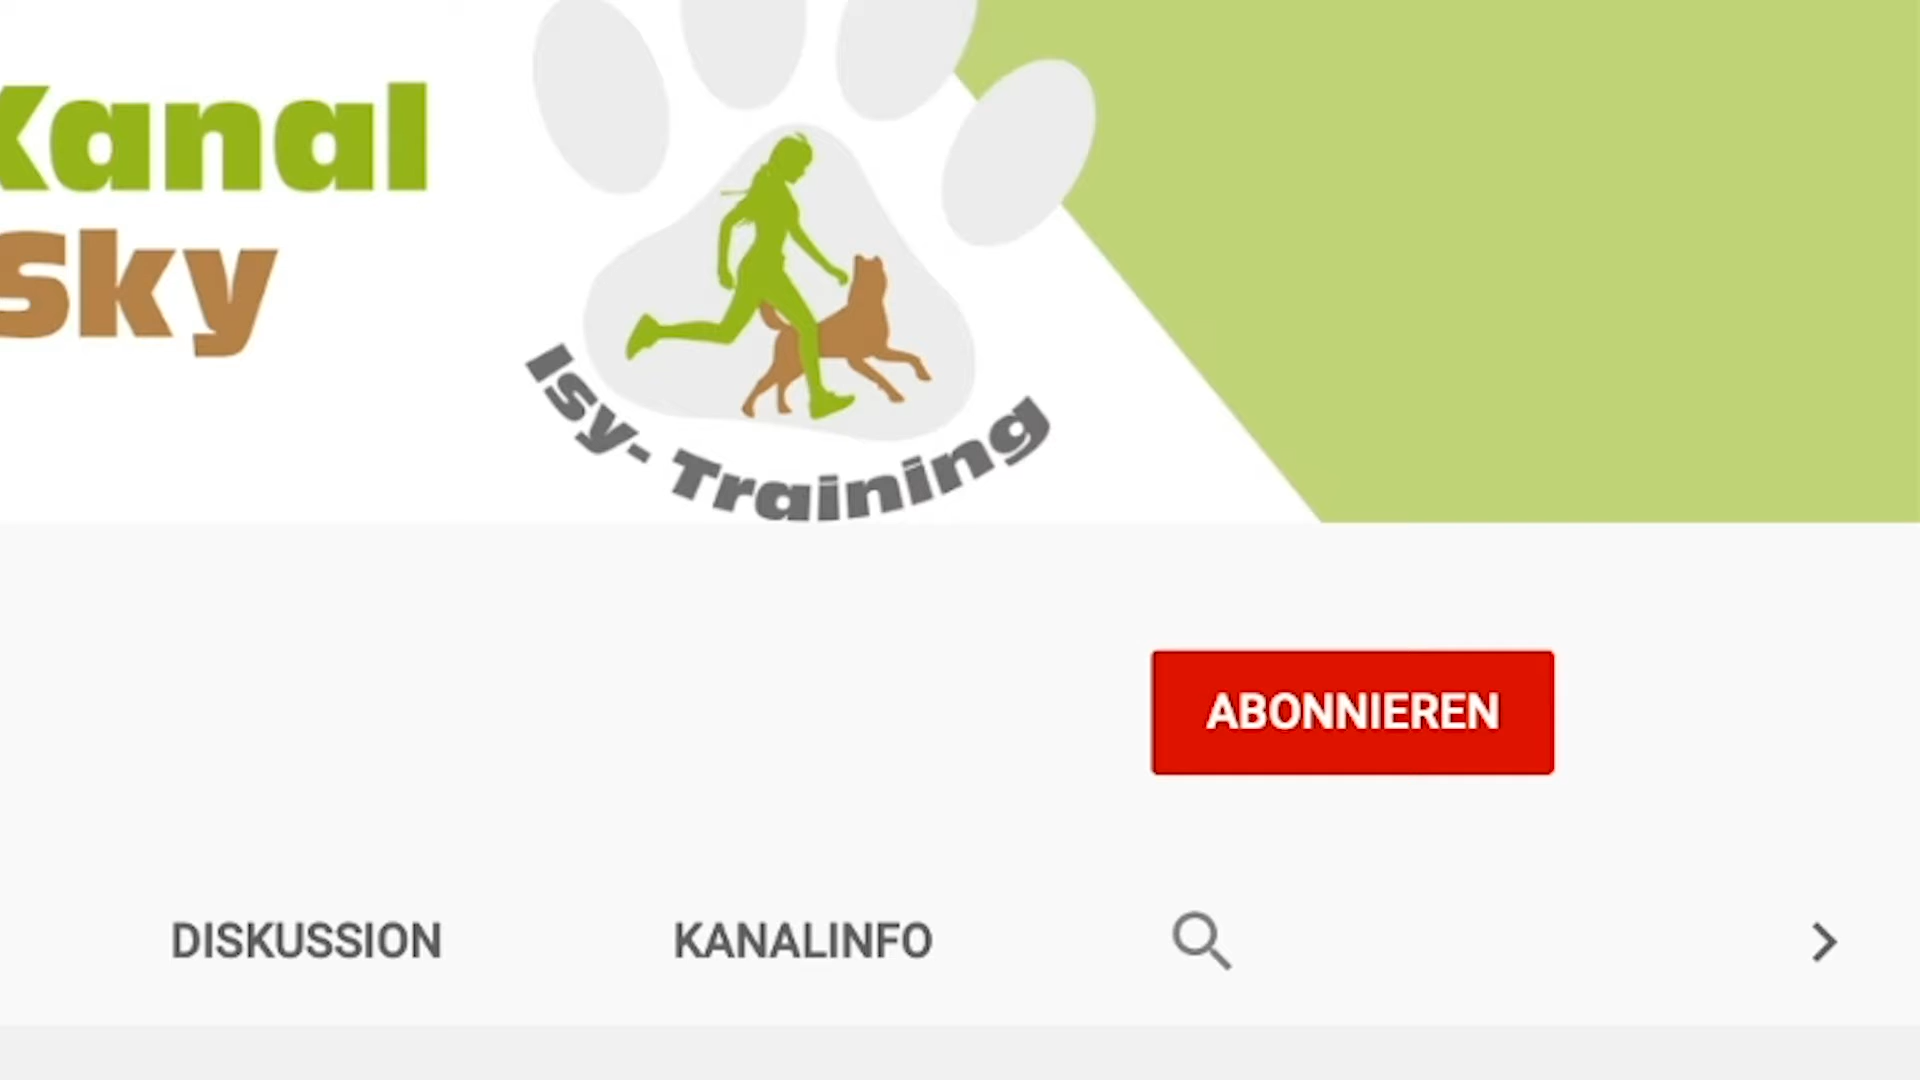 Kanal
Sky
Isy- Training
ABONNIEREN
DISKUSSION
KANALINFO